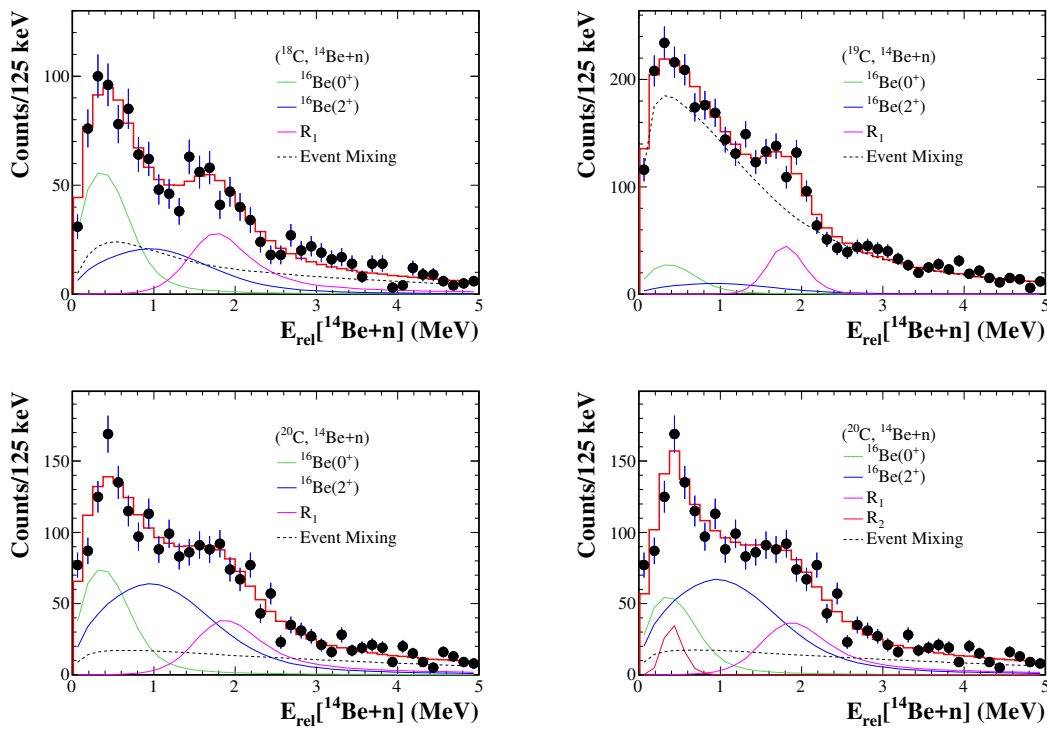 Counts/125 keV
100
50
0
(¹⁸C, ¹⁴Be+n)
¹⁶Be(0⁺)
¹⁶Be(2⁺)
R₁
Event Mixing
0 1 2 3 4 5
E_rel[¹⁴Be+n] (MeV)
Counts/125 keV
200
100
0
(¹⁹C, ¹⁴Be+n)
¹⁶Be(0⁺)
¹⁶Be(2⁺)
R₁
Event Mixing
0 1 2 3 4 5
E_rel[¹⁴Be+n] (MeV)
Counts/125 keV
150
100
50
0
(²⁰C, ¹⁴Be+n)
¹⁶Be(0⁺)
¹⁶Be(2⁺)
R₁
Event Mixing
0 1 2 3 4 5
E_rel[¹⁴Be+n] (MeV)
Counts/125 keV
150
100
50
0
(²⁰C, ¹⁴Be+n)
¹⁶Be(0⁺)
¹⁶Be(2⁺)
R₁
R₂
Event Mixing
0 1 2 3 4 5
E_rel[¹⁴Be+n] (MeV)